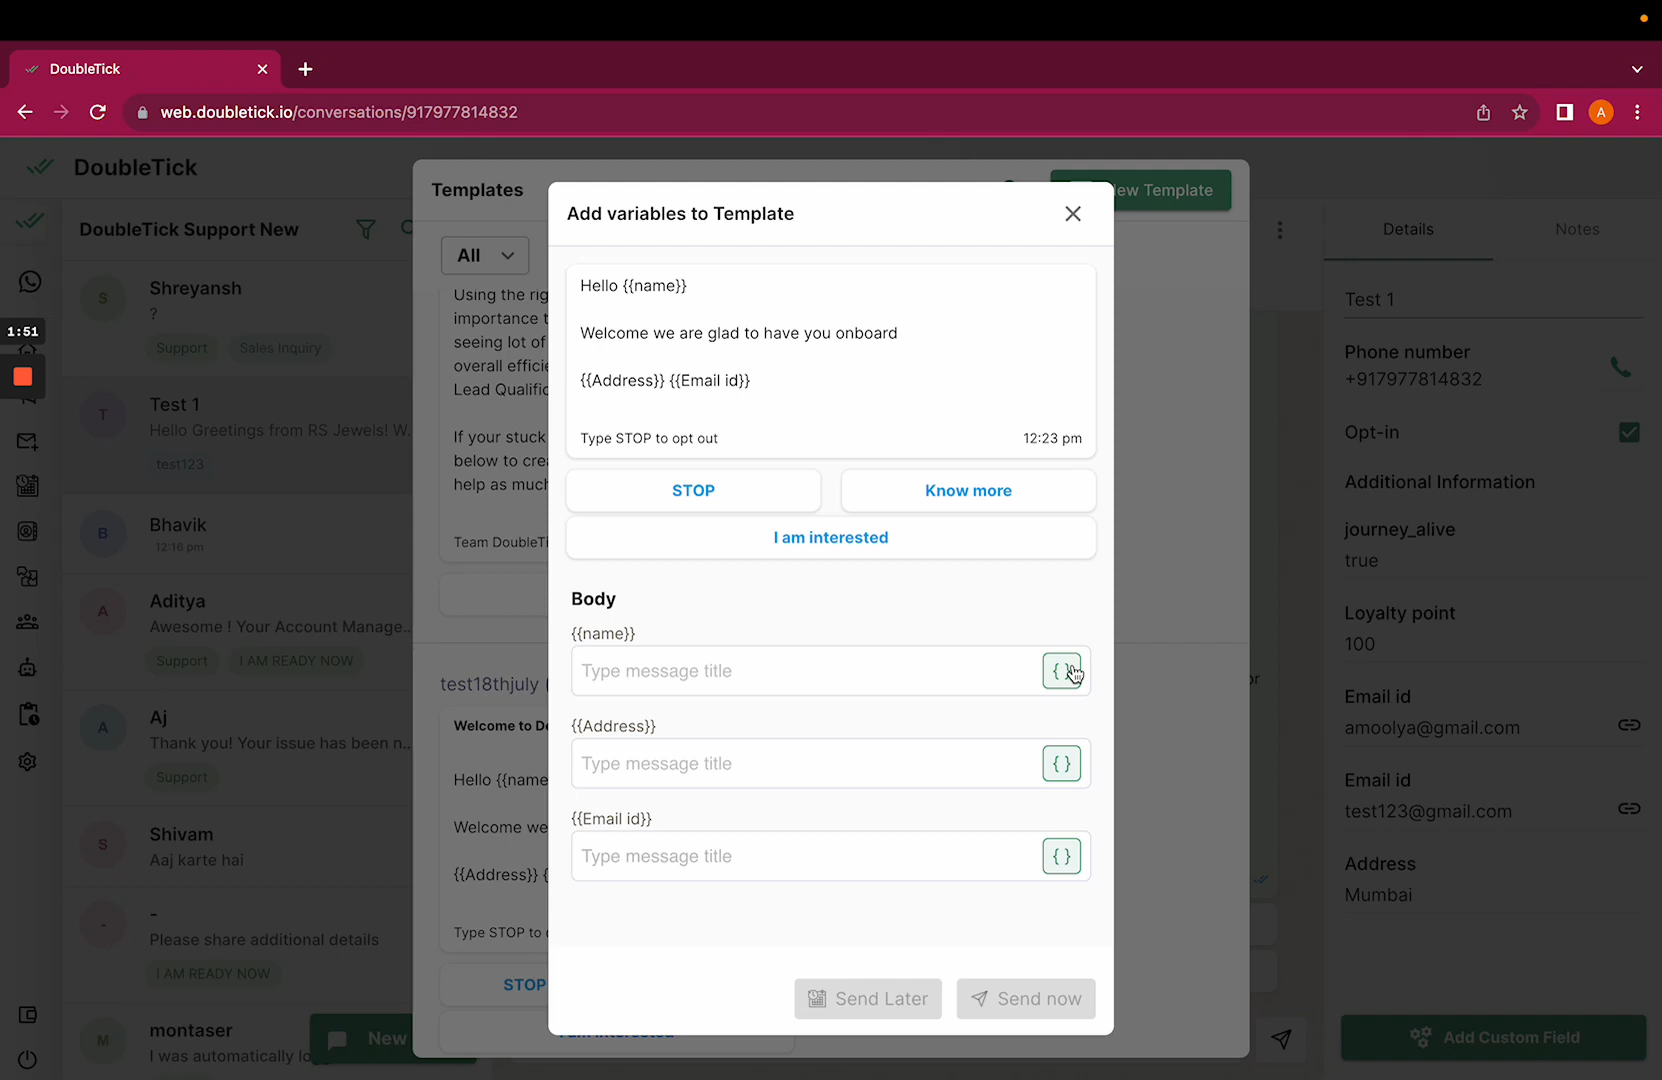 DoubleTick
web.doubletick.io/conversations/917977814832
A
DoubleTick
DoubleTick Support New
1:51
S
Shreyansh
?
Support
Sales Inquiry
T
Test 1
Hello Greetings from RS Jewels! W...
test123
B
Bhavik
12:16 pm
A
Aditya
Awesome ! Your Account Manage...
Support
I AM READY NOW
A
Aj
Thank you! Your issue has been n...
Support
S
Shivam
Aaj karte hai
-
-
Please share additional details
I AM READY NOW
M
montaser
I was automatically lo
New
Templates
New Template
All
Using the rig
importance t
seeing lot of
overall efficie
Lead Qualific
If your stuck
below to crea
help as much
Team DoubleTi
test18thjuly (
Welcome to De
Hello {{name
Welcome we
{{Address}} {
Type STOP to o
STOP
I am interested
Add variables to Template
Hello {{name}}
Welcome we are glad to have you onboard
{{Address}} {{Email id}}
Type STOP to opt out
12:23 pm
STOP
Know more
I am interested
Body
{{name}}
Type message title
{ }
{{Address}}
Type message title
{ }
{{Email id}}
Type message title
{ }
Send Later
Send now
or
Details
Notes
Test 1
Phone number
+917977814832
Opt-in
Additional Information
journey_alive
true
Loyalty point
100
Email id
amoolya@gmail.com
Email id
test123@gmail.com
Address
Mumbai
Add Custom Field